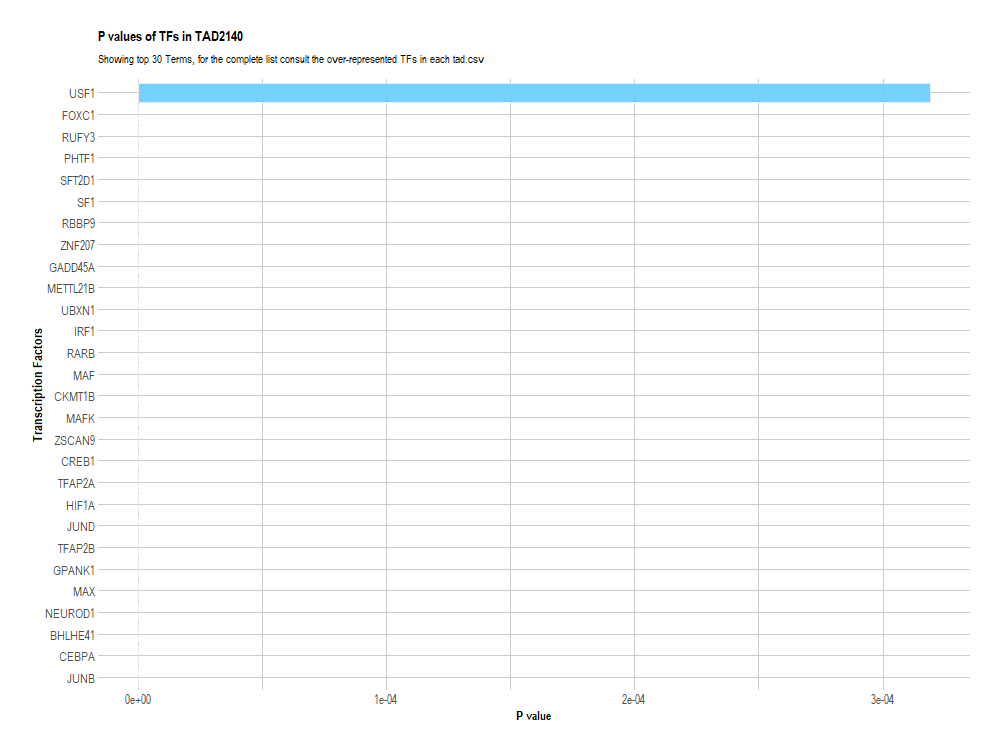 P values of TFs in TAD2140
Showing top 30 Terms, for the complete list consult the over-represented TFs in each tad.csv
Transcription Factors
USF1
FOXC1
RUFY3
PHTF1
SFT2D1
SF1
RBBP9
ZNF207
GADD45A
METTL21B
UBXN1
IRF1
RARB
MAF
CKMT1B
MAFK
ZSCAN9
CREB1
TFAP2A
HIF1A
JUND
TFAP2B
GPANK1
MAX
NEUROD1
BHLHE41
CEBPA
JUNB
0e+00 1e-04 2e-04 3e-04
P value